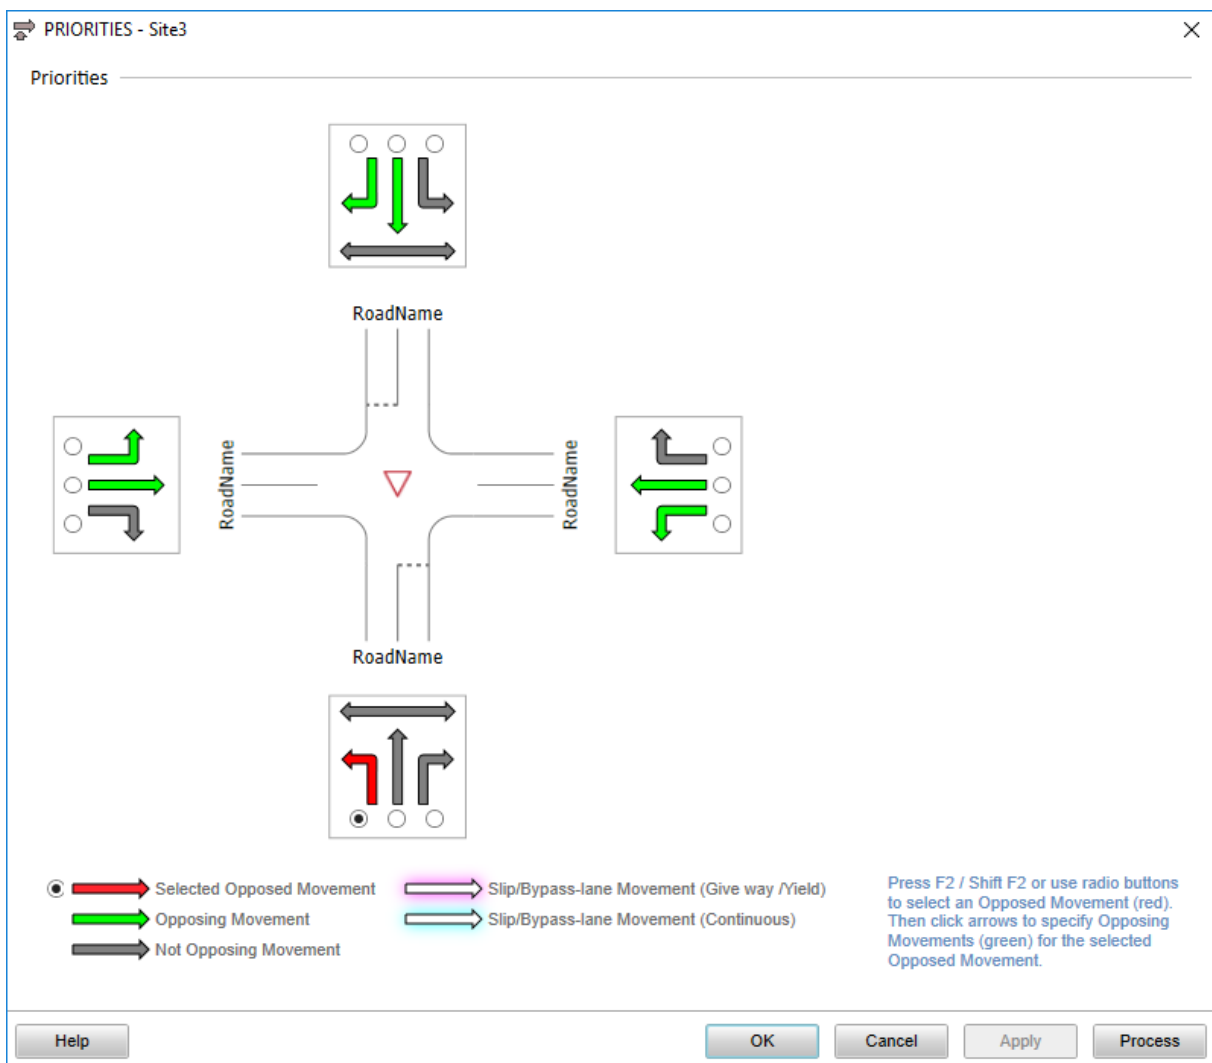 PRIORITIES - Site3
Priorities
RoadName
RoadName
RoadName
RoadName
Selected Opposed Movement
Opposing Movement
Not Opposing Movement
Slip/Bypass-lane Movement (Give way /Yield)
Slip/Bypass-lane Movement (Continuous)
Press F2 / Shift F2 or use radio buttons
to select an Opposed Movement (red).
Then click arrows to specify Opposing
Movements (green) for the selected
Opposed Movement.
Help
OK
Cancel
Apply
Process